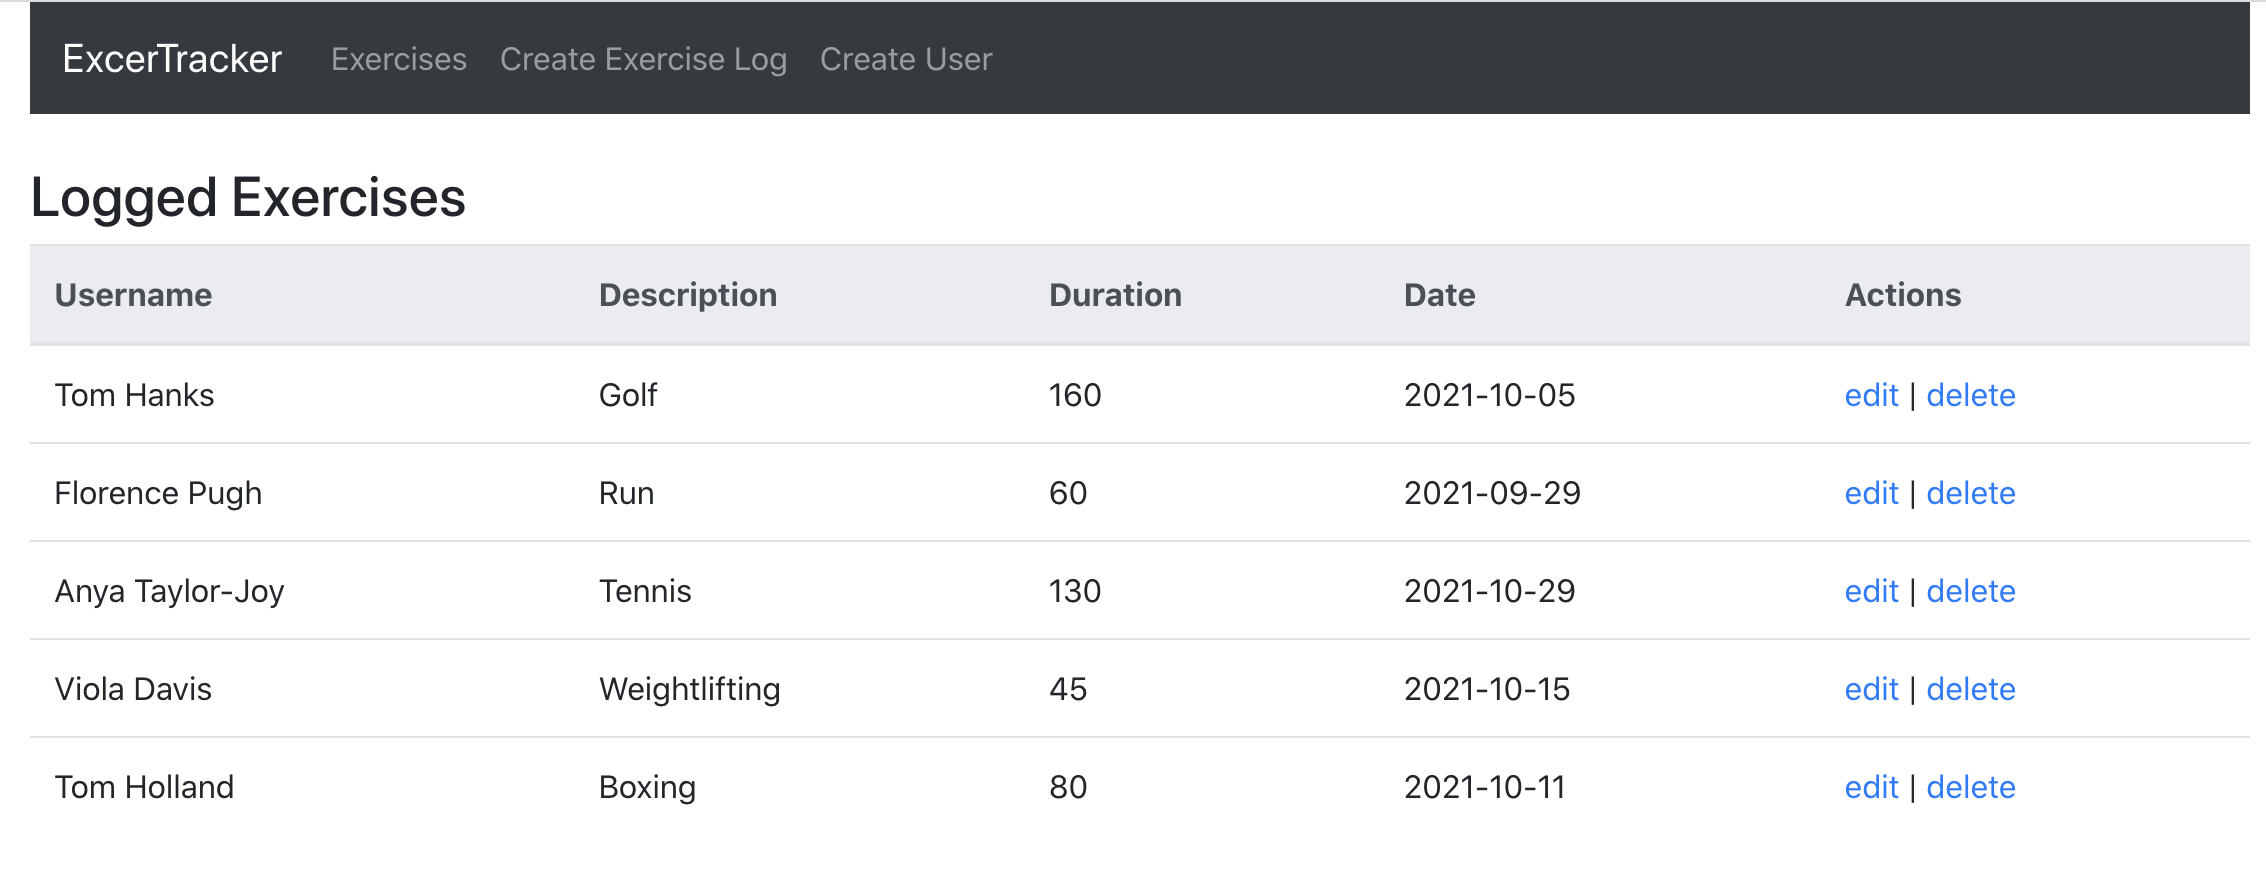 ExcerTracker Exercises Create Exercise Log Create User
Logged Exercises
Username Description Duration Date Actions
Tom Hanks Golf 160 2021-10-05 edit | delete
Florence Pugh Run 60 2021-09-29 edit | delete
Anya Taylor-Joy Tennis 130 2021-10-29 edit | delete
Viola Davis Weightlifting 45 2021-10-15 edit | delete
Tom Holland Boxing 80 2021-10-11 edit | delete